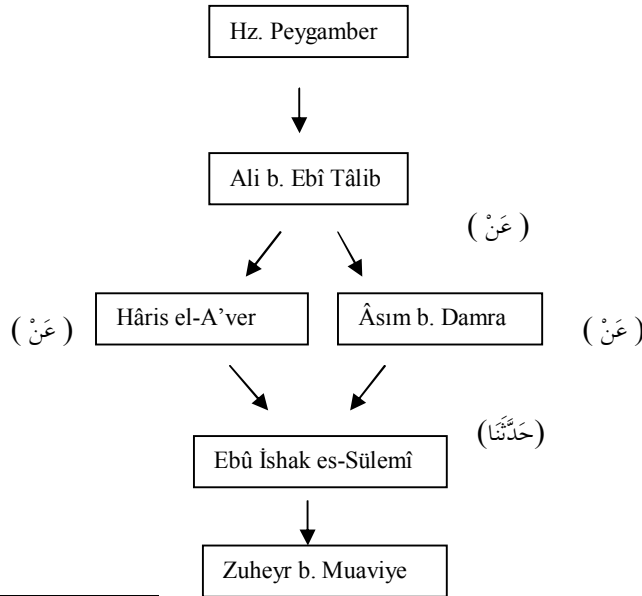 Hz. Peygamber
Ali b. Ebî Tâlib
( عَنْ )
Hâris el-A’ver
Âsım b. Damra
( عَنْ )
( عَنْ )
(حَدَّثَنَا)
Ebû İshak es-Sülemî
Zuheyr b. Muaviye